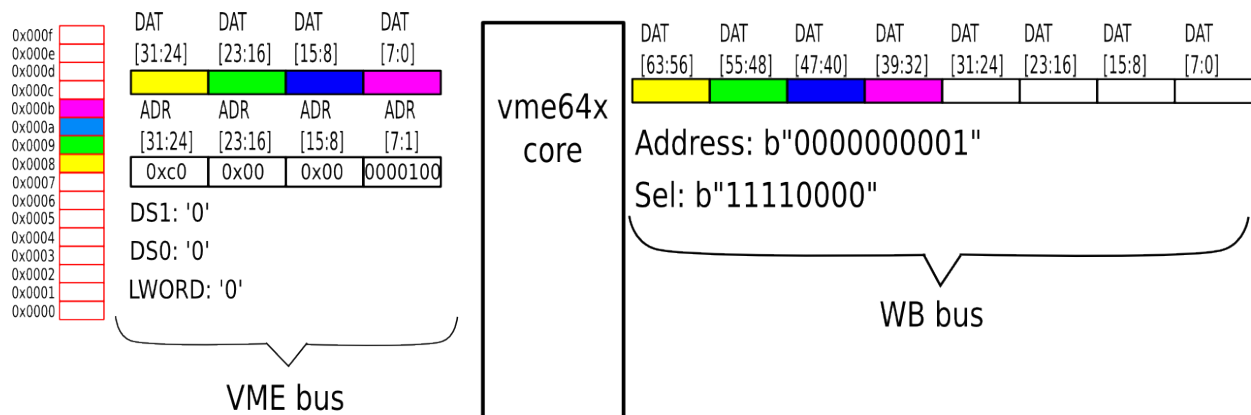 0x000f
0x000e
0x000d
0x000c
0x000b
0x000a
0x0009
0x0008
0x0007
0x0006
0x0005
0x0004
0x0003
0x0002
0x0001
0x0000
DAT DAT DAT DAT
[31:24] [23:16] [15:8] [7:0]
ADR ADR ADR ADR
[31:24] [23:16] [15:8] [7:1]
0xc0 0x00 0x00 0000100
DS1: '0'
DS0: '0'
LWORD: '0'
VME bus
vme64x
core
DAT DAT DAT DAT DAT DAT DAT DAT
[63:56] [55:48] [47:40] [39:32] [31:24] [23:16] [15:8] [7:0]
Address: b"0000000001"
Sel: b"11110000"
WB bus